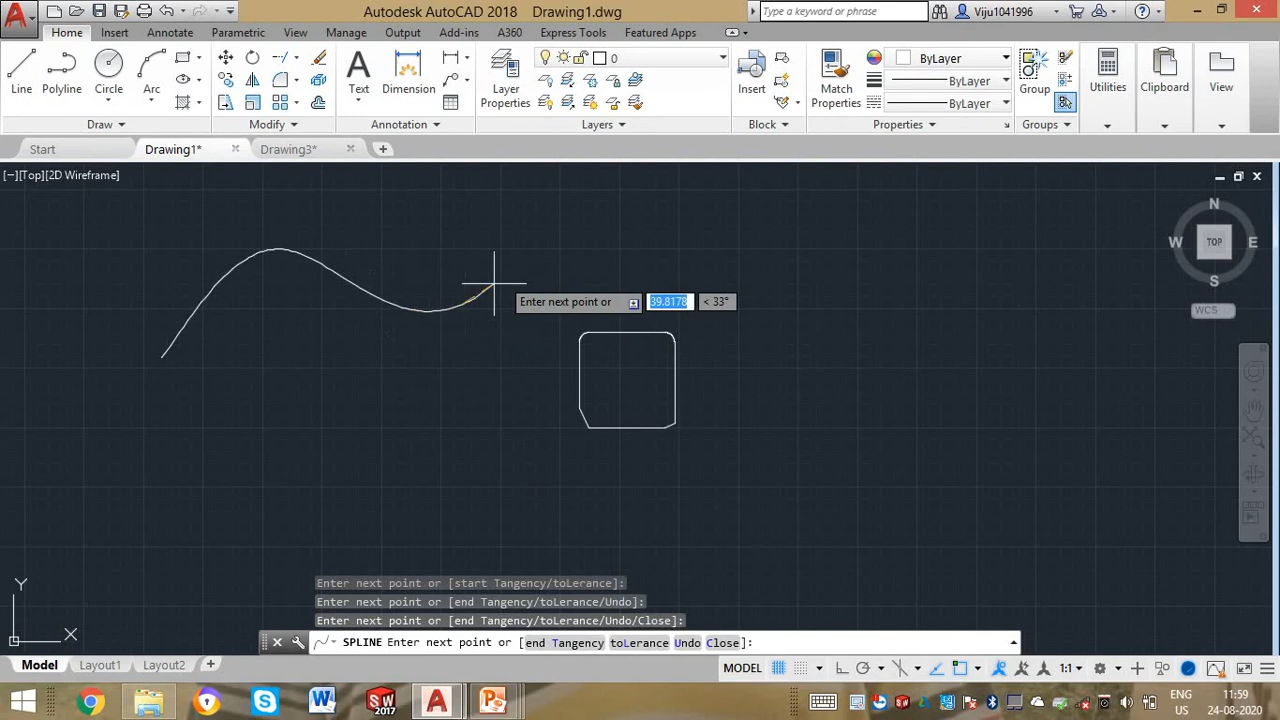 Autodesk AutoCAD 2018 Drawing1.dwg
Type a keyword or phrase
Viju1041996
Home Insert Annotate Parametric View Manage Output Add-ins A360 Express Tools Featured Apps
Line
Polyline
Circle
Arc
Text
Dimension
Layer
Properties
0
Insert
Match
Properties
ByLayer
ByLayer
ByLayer
Group
Utilities
Clipboard
View
Draw
Modify
Annotation
Layers
Block
Properties
Groups
Start
Drawing1*
Drawing3*
[−][Top][2D Wireframe]
N
W TOP E
S
WCS
Enter next point or 39.8178 < 33°
Y
X
Enter next point or [start Tangency/toLerance]:
Enter next point or [end Tangency/toLerance/Undo]:
Enter next point or [end Tangency/toLerance/Undo/Close]:
SPLINE Enter next point or [end Tangency toLerance Undo Close]:
Model Layout1 Layout2
MODEL
1:1
2017
ENG
US
11:59
24-08-2020